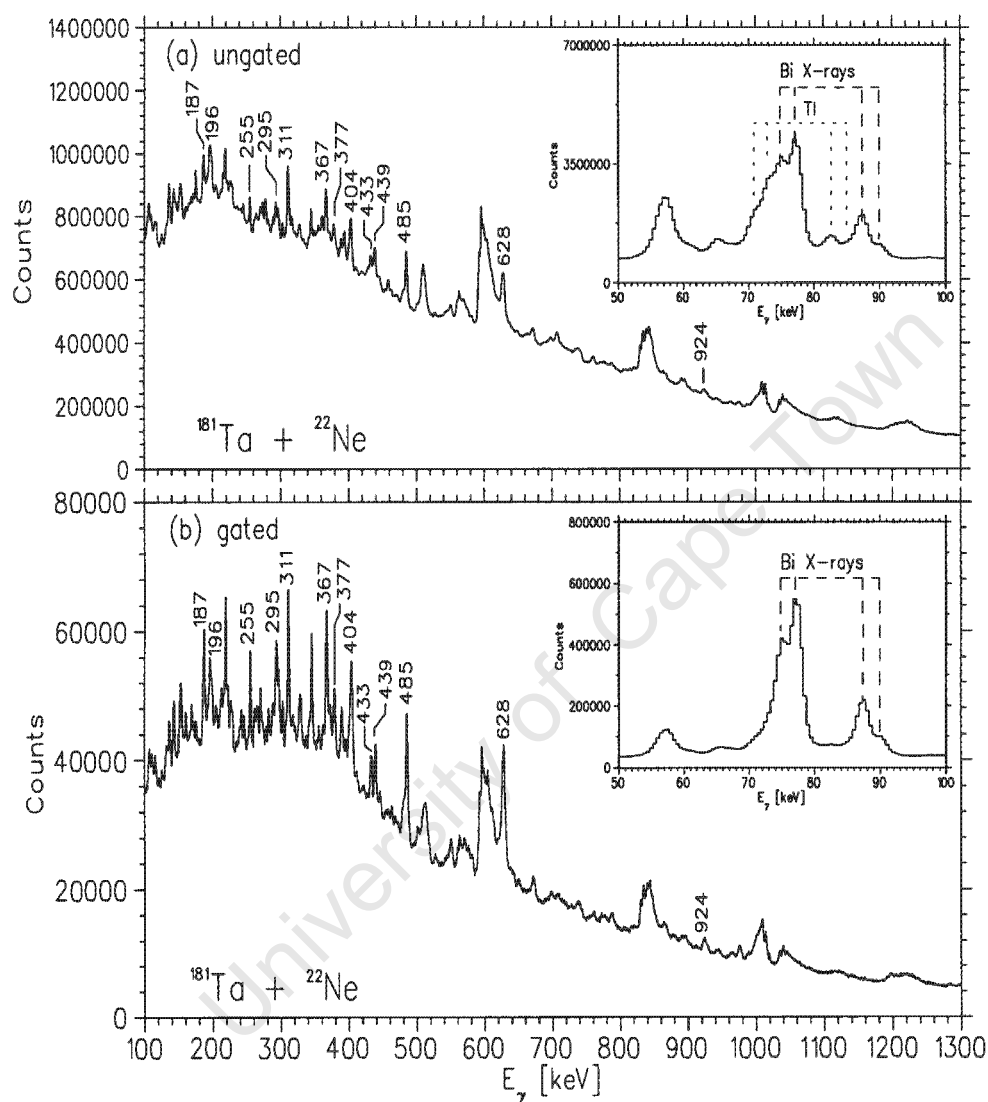 1400000
1200000
1000000
800000
600000
400000
200000
0
Counts
(a) ungated
187
196
255
295
311
367
377
404
433
439
485
628
924
¹⁸¹Ta + ²²Ne
7000000
3500000
0
Counts
Bi X-rays
Tl
50 60 70 80 90 100
Eγ [keV]
80000
60000
40000
20000
0
Counts
(b) gated
187
196
255
295
311
367
377
404
433
439
485
628
924
¹⁸¹Ta + ²²Ne
800000
600000
400000
200000
0
Counts
Bi X-rays
50 60 70 80 90 100
Eγ [keV]
100 200 300 400 500 600 700 800 900 1000 1100 1200 1300
Eγ [keV]
University of Cape Town